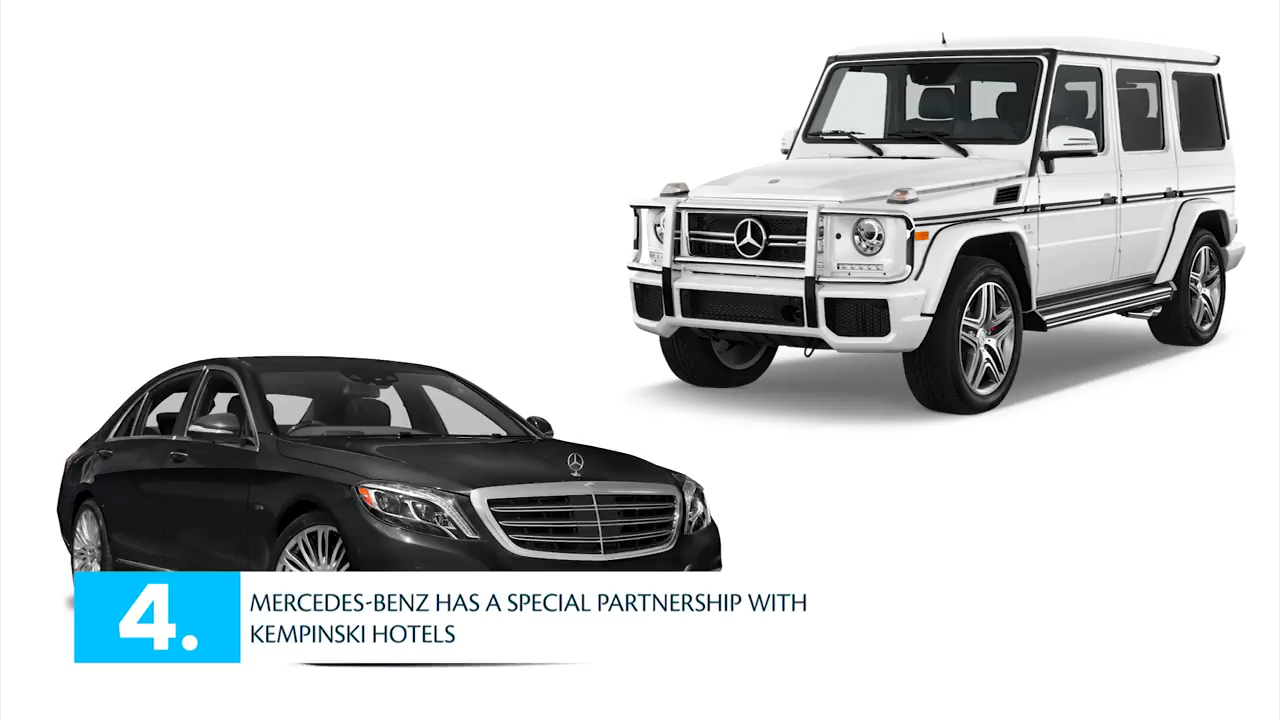 4.
MERCEDES-BENZ HAS A SPECIAL PARTNERSHIP WITH
KEMPINSKI HOTELS